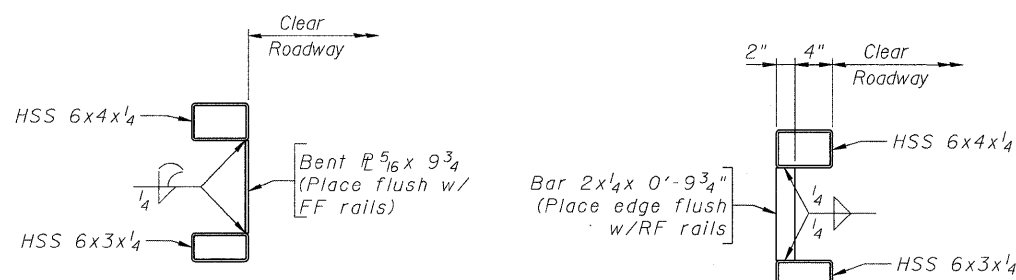 Clear
Roadway
HSS 6x4x1/4
Bent ℄ 5/16 x 9 3/4
(Place flush w/
FF rails)
1/4
HSS 6x3x1/4
2"
4"
Clear
Roadway
HSS 6x4x1/4
Bar 2x1/4x 0'-9 3/4"
(Place edge flush
w/RF rails
1/4
1/4
HSS 6x3x1/4